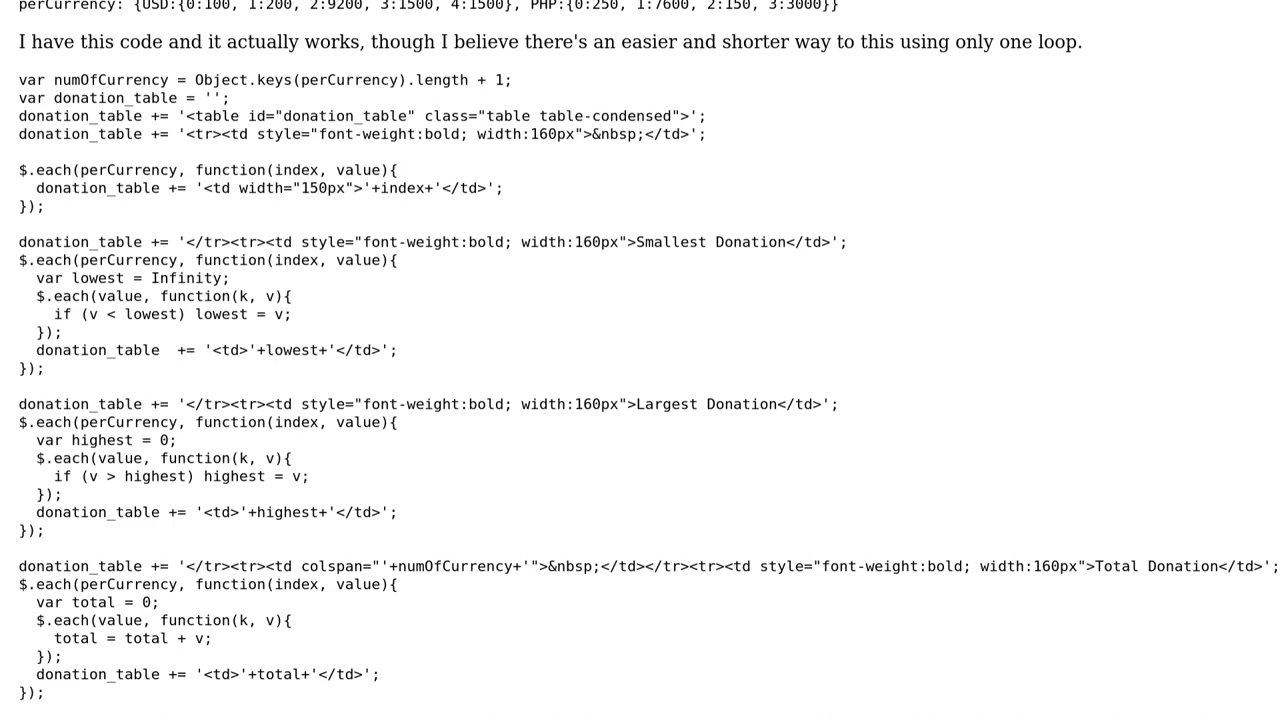 perCurrency: {USD:{0:100, 1:200, 2:9200, 3:1500, 4:1500}, PHP:{0:250, 1:7600, 2:150, 3:3000}}
I have this code and it actually works, though I believe there's an easier and shorter way to this using only one loop.
var numOfCurrency = Object.keys(perCurrency).length + 1;
var donation_table = '';
donation_table += '<table id="donation_table" class="table table-condensed">';
donation_table += '<tr><td style="font-weight:bold; width:160px">&nbsp;</td>';
$.each(perCurrency, function(index, value){
  donation_table += '<td width="150px">'+index+'</td>';
});
donation_table += '</tr><tr><td style="font-weight:bold; width:160px">Smallest Donation</td>';
$.each(perCurrency, function(index, value){
  var lowest = Infinity;
  $.each(value, function(k, v){
    if (v < lowest) lowest = v;
  });
  donation_table  += '<td>'+lowest+'</td>';
});
donation_table += '</tr><tr><td style="font-weight:bold; width:160px">Largest Donation</td>';
$.each(perCurrency, function(index, value){
  var highest = 0;
  $.each(value, function(k, v){
    if (v > highest) highest = v;
  });
  donation_table += '<td>'+highest+'</td>';
});
donation_table += '</tr><tr><td colspan="'+numOfCurrency+'">&nbsp;</td></tr><tr><td style="font-weight:bold; width:160px">Total Donation</td>';
$.each(perCurrency, function(index, value){
  var total = 0;
  $.each(value, function(k, v){
    total = total + v;
  });
  donation_table += '<td>'+total+'</td>';
});